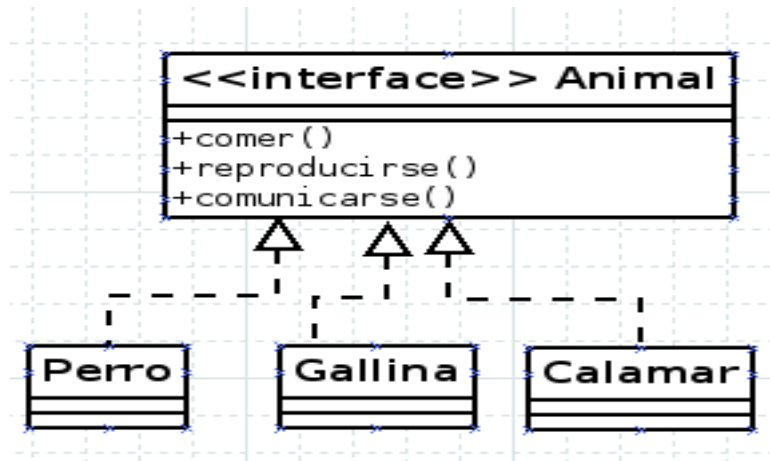 <<interface>> Animal
+comer()
+reproducirse()
+comunicarse()
Perro
Gallina
Calamar